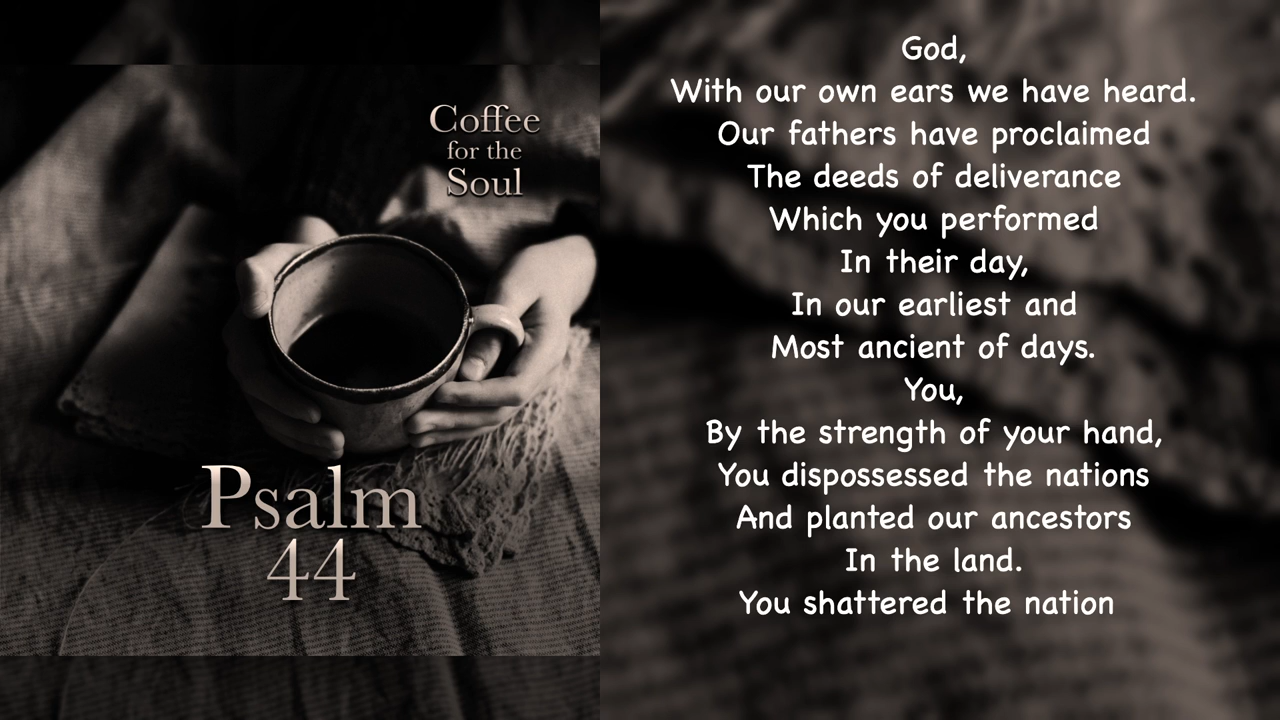 Coffee
for the
Soul
Psalm
44
God,
With our own ears we have heard.
Our fathers have proclaimed
The deeds of deliverance
Which you performed
In their day,
In our earliest and
Most ancient of days.
You,
By the strength of your hand,
You dispossessed the nations
And planted our ancestors
In the land.
You shattered the nation